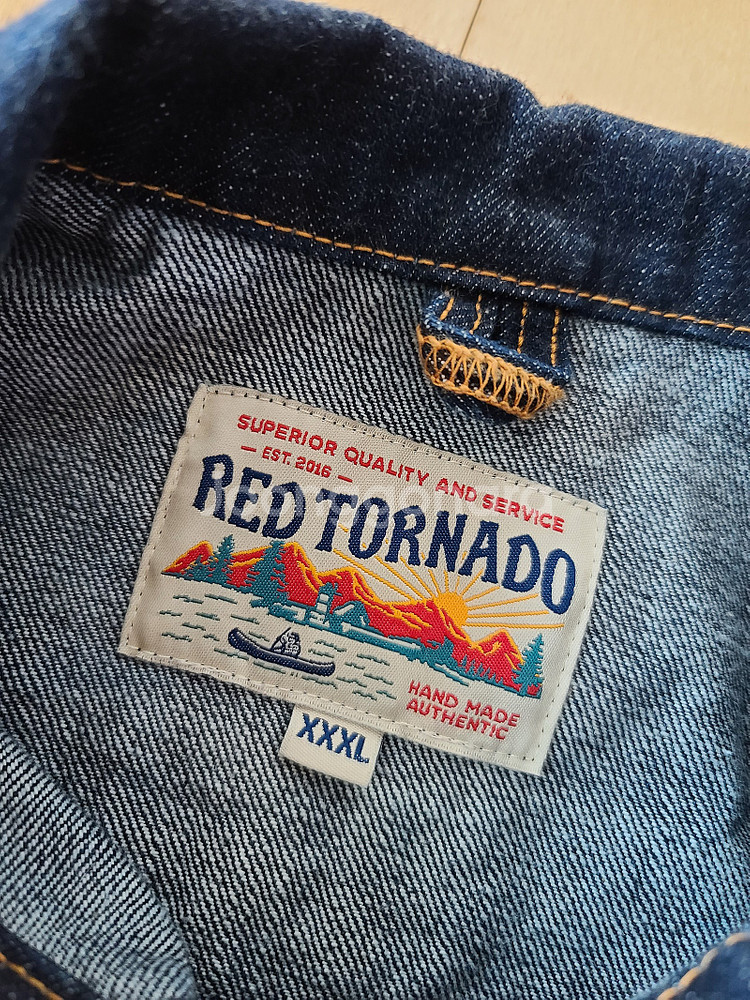 SUPERIOR QUALITY AND SERVICE
— EST. 2016 —
RED TORNADO
HAND MADE
AUTHENTIC
XXXL